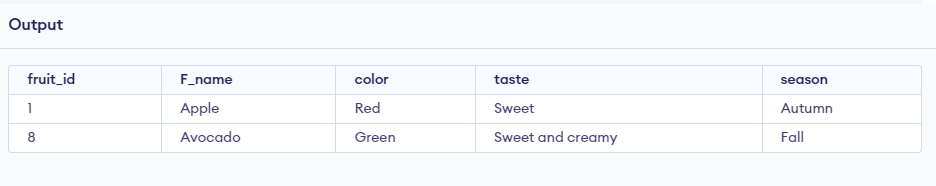 Output
fruit_id F_name color taste season
1 Apple Red Sweet Autumn
8 Avocado Green Sweet and creamy Fall